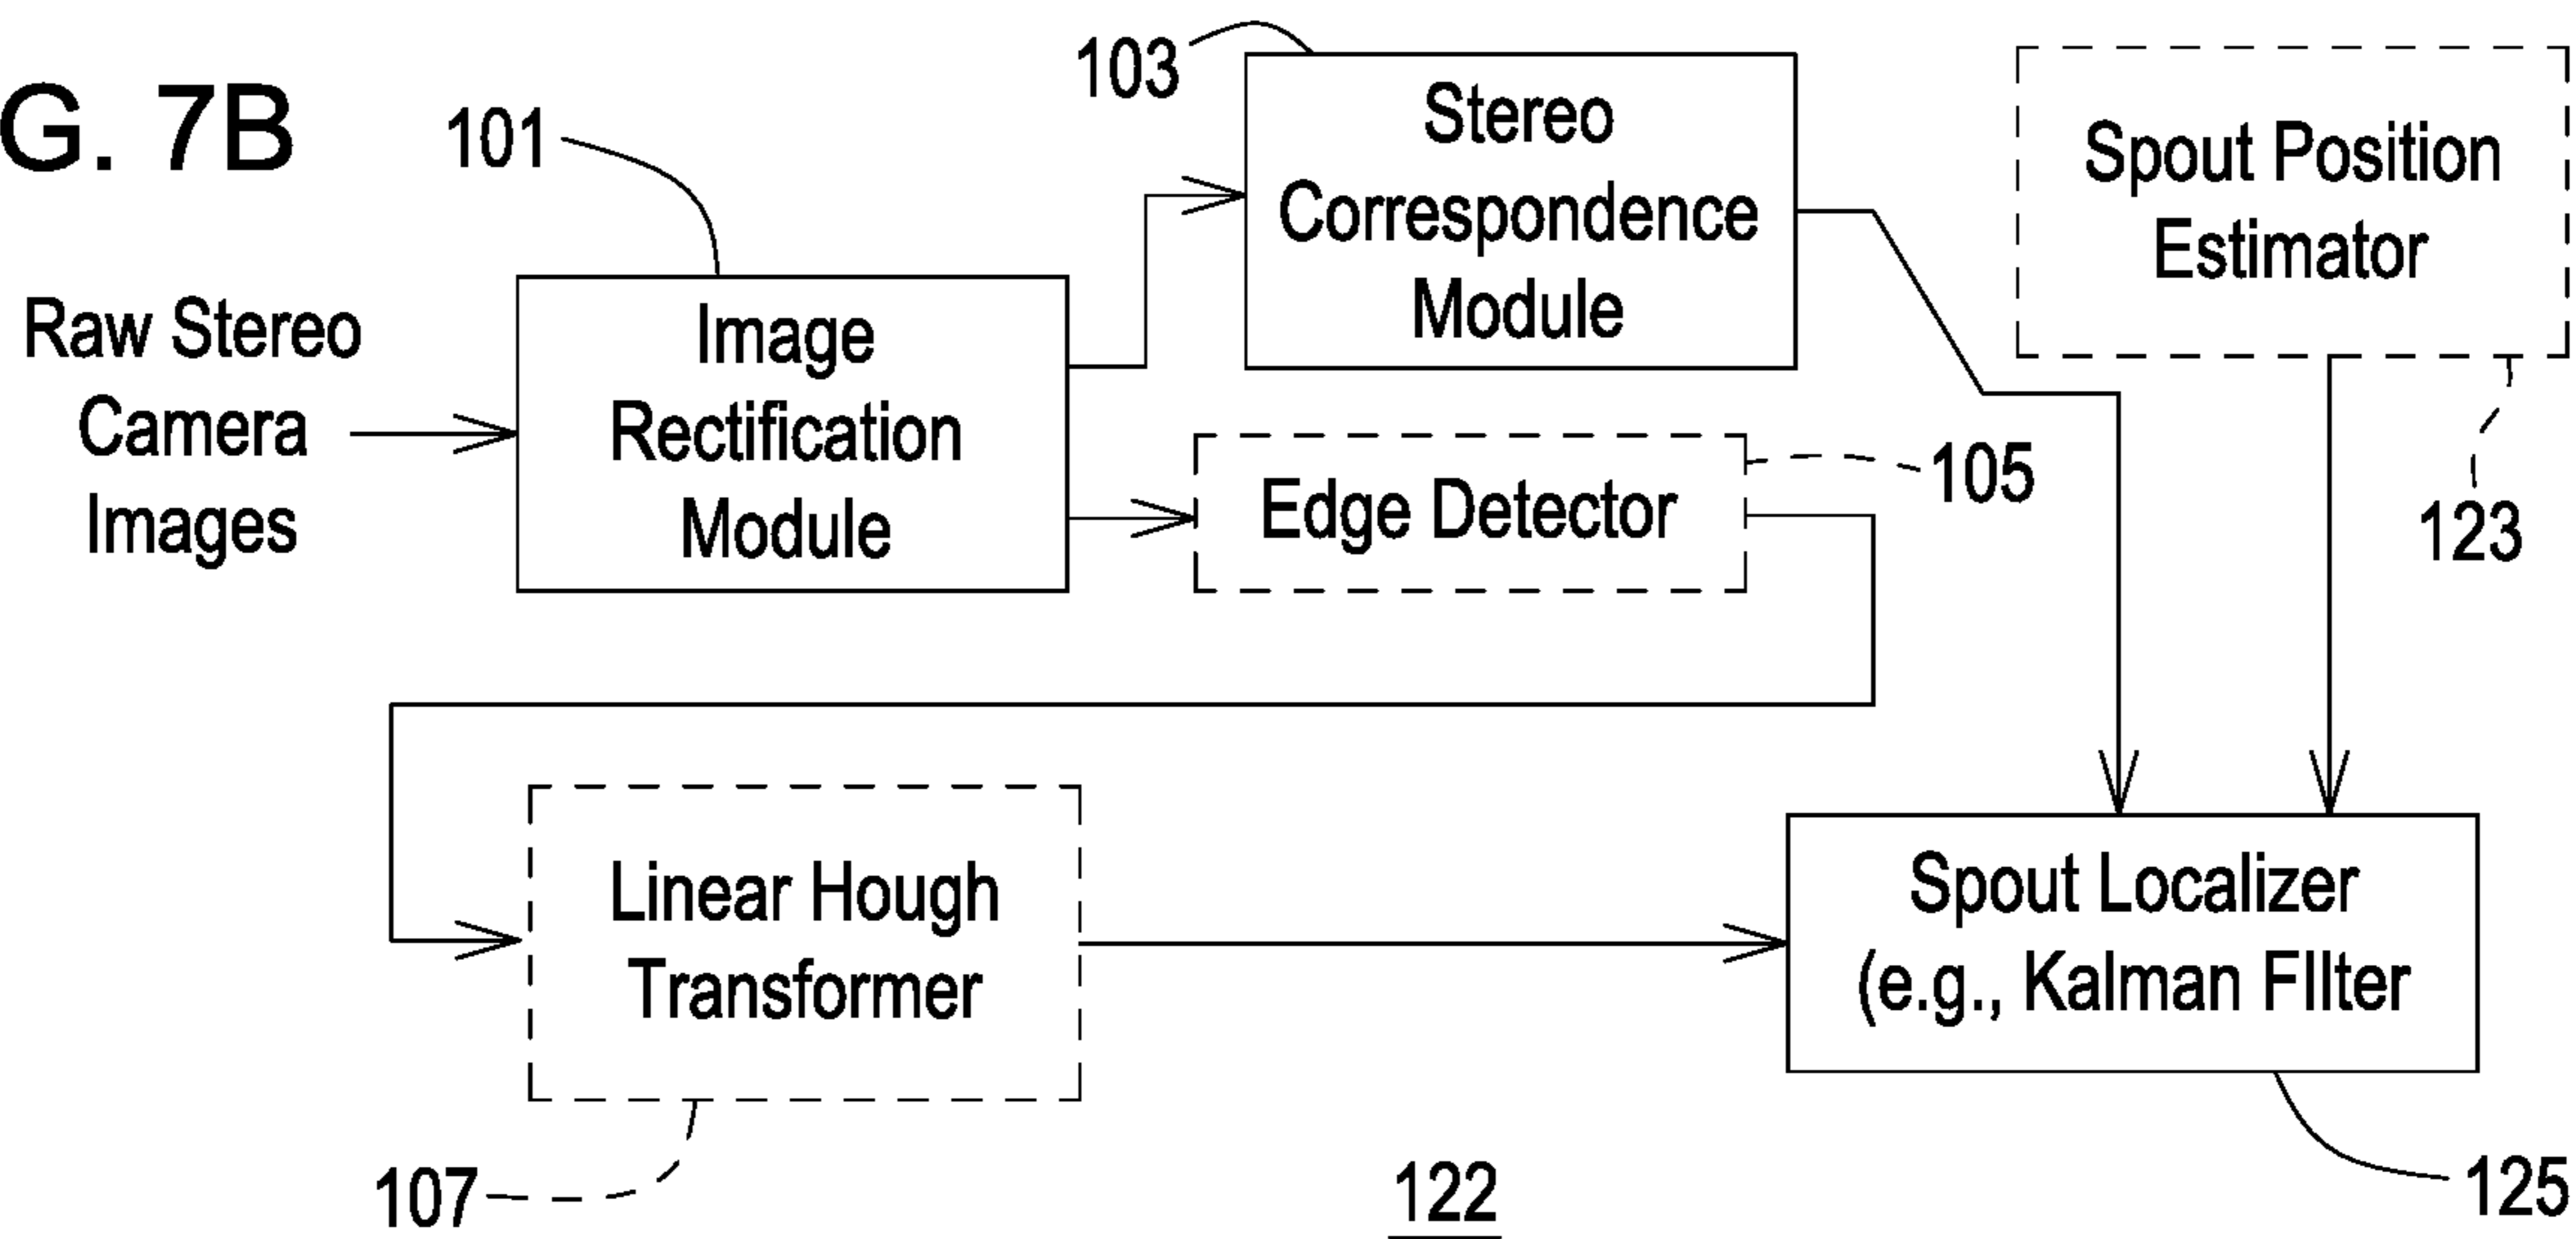 G. 7B
101
103
Stereo
Correspondence
Module
Spout Position
Estimator
123
Raw Stereo
Camera
Images
Image
Rectification
Module
Edge Detector
105
Linear Hough
Transformer
107
Spout Localizer
(e.g., Kalman FIlter
125
122